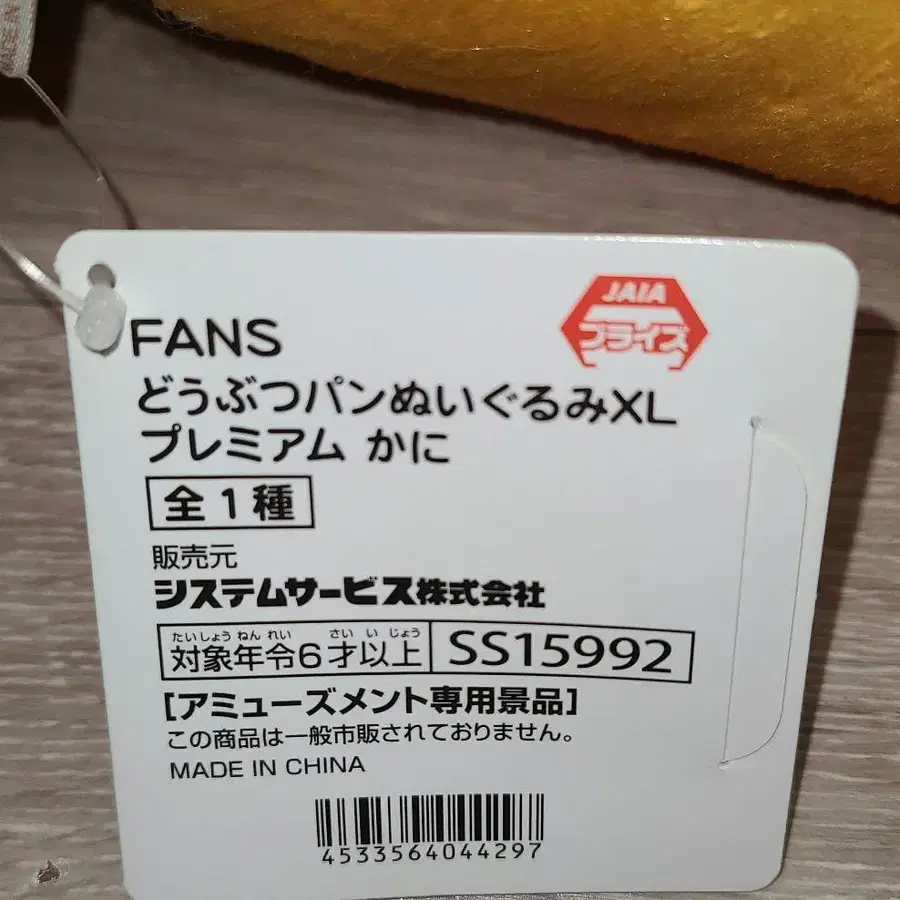 JAIA
プライズ
FANS
どうぶつパンぬいぐるみXL
プレミアム かに
全1種
販売元
システムサービス株式会社
たいしょう ねん れい さい い じょう
対象年令6才以上 SS15992
[アミューズメント専用景品]
この商品は一般市販されておりません。
MADE IN CHINA
4533564044297